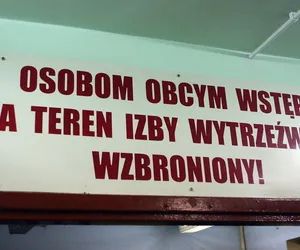 OSOBOM OBCYM WSTĘ
A TEREN IZBY WYTRZEŹW
WZBRONIONY!